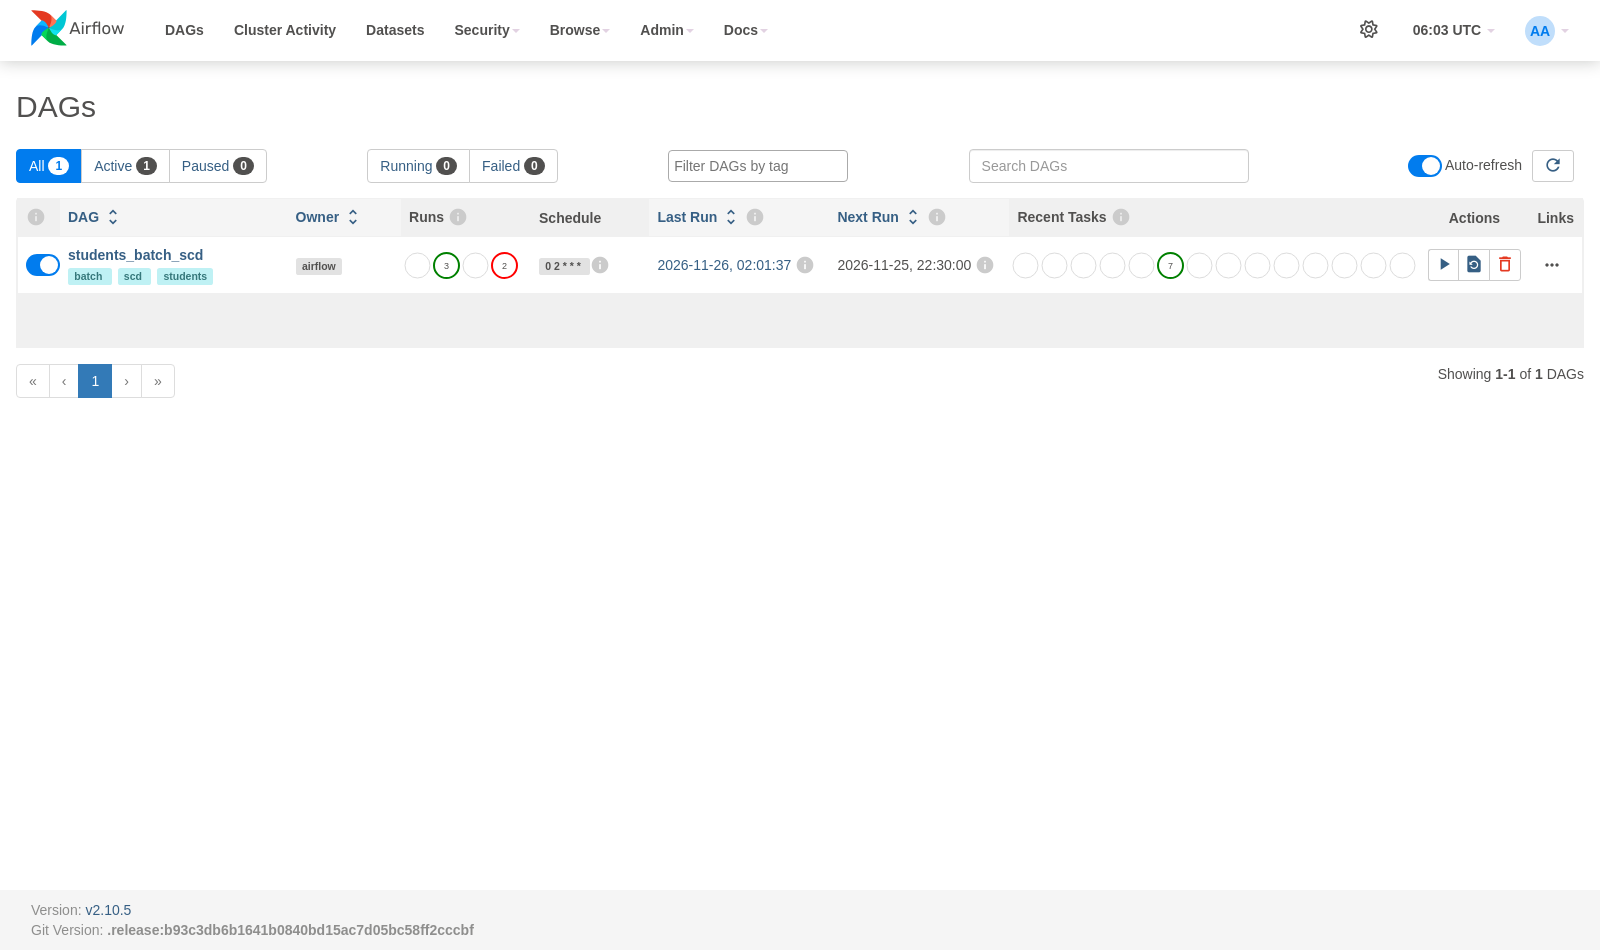 Airflow DAGs Cluster Activity Datasets Security Browse Admin Docs 06:03 UTC AA
DAGs
All 1 Active 1 Paused 0 Running 0 Failed 0 Filter DAGs by tag Search DAGs Auto-refresh
DAG Owner Runs Schedule Last Run Next Run Recent Tasks Actions Links
students_batch_scd
batch scd students
airflow 3 2 0 2 * * * 2026-11-26, 02:01:37 2026-11-25, 22:30:00 7
« ‹ 1 › » Showing 1-1 of 1 DAGs
Version: v2.10.5
Git Version: .release:b93c3db6b1641b0840bd15ac7d05bc58ff2cccbf